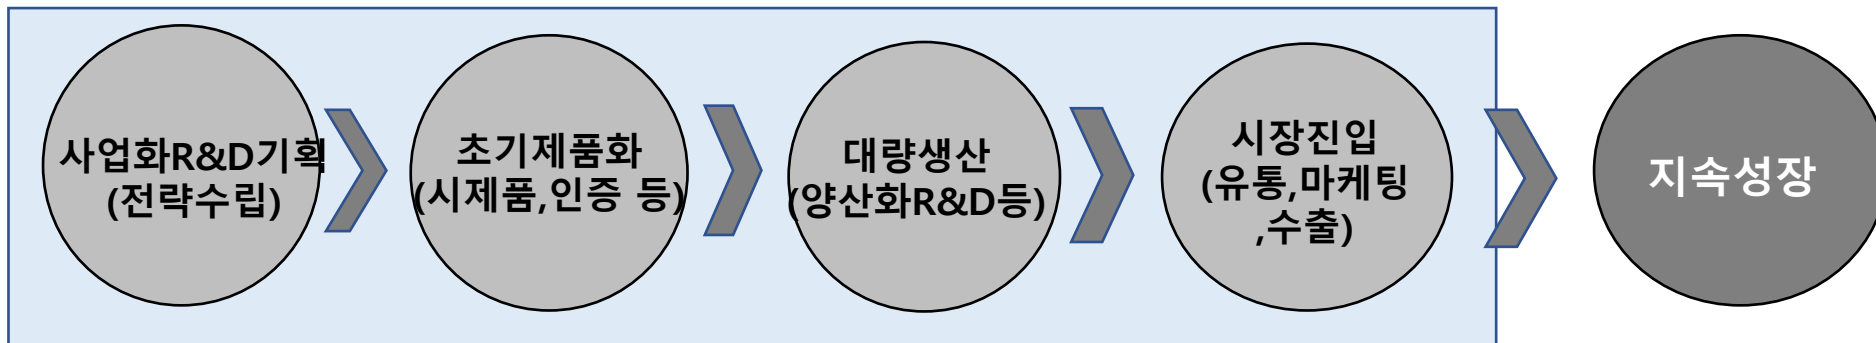 사업화R&D기획
(전략수립)
초기제품화
(시제품,인증 등)
대량생산
(양산화R&D등)
시장진입
(유통,마케팅
,수출)
지속성장